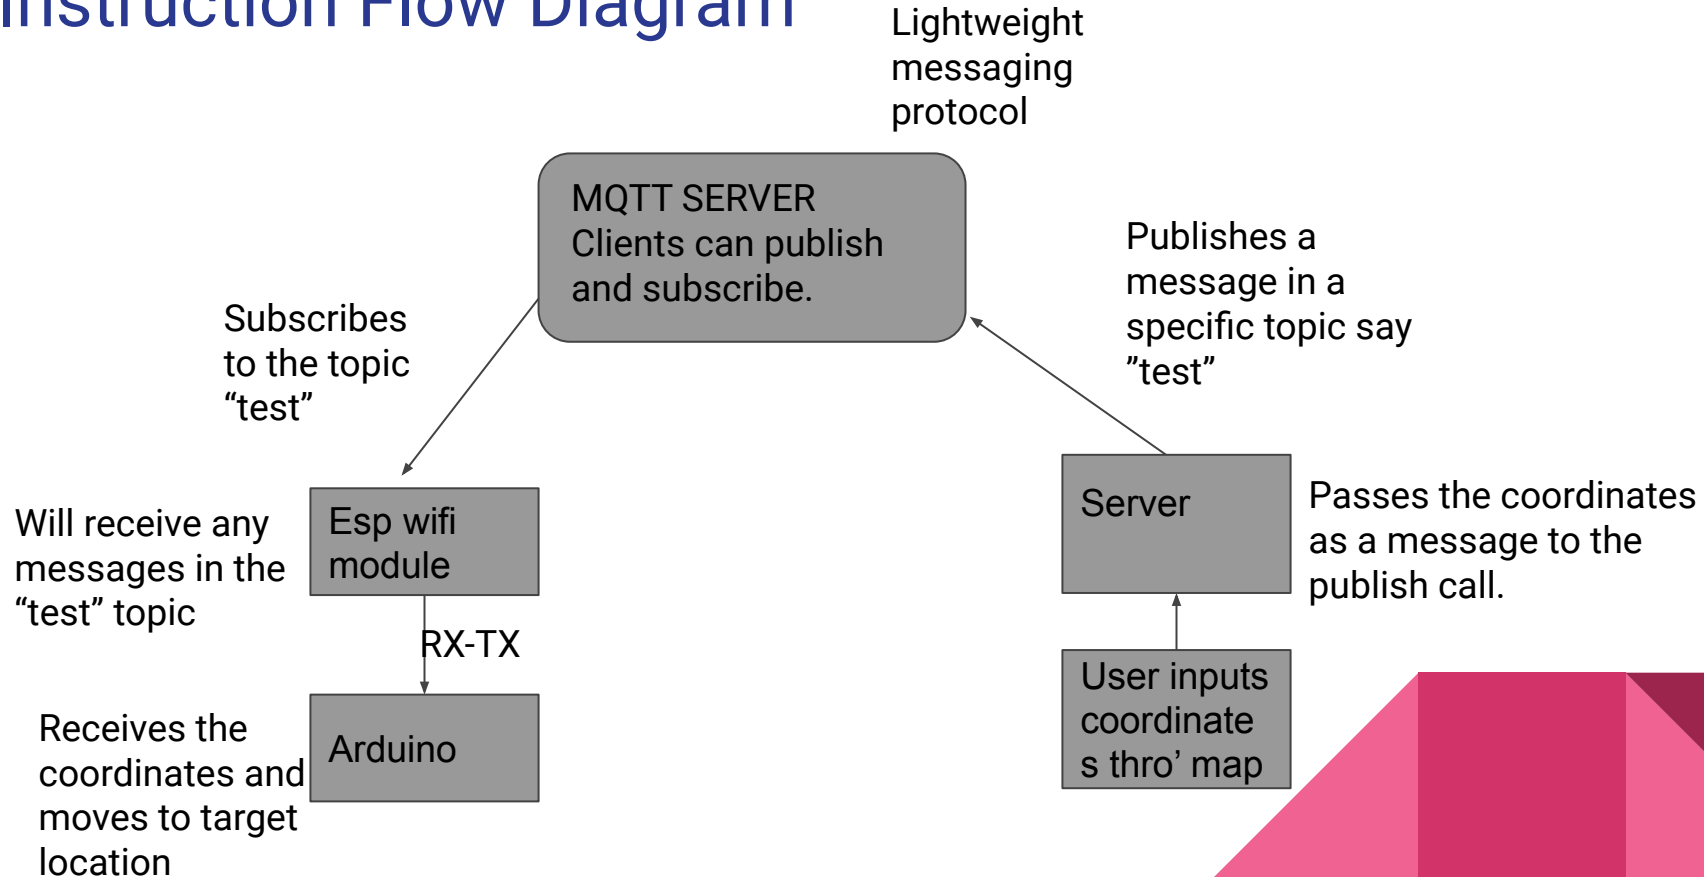 Instruction Flow Diagram
Lightweight
messaging
protocol
MQTT SERVER
Clients can publish
and subscribe.
Publishes a
message in a
specific topic say
”test”
Subscribes
to the topic
“test”
Will receive any
messages in the
“test” topic
Esp wifi
module
Server
Passes the coordinates
as a message to the
publish call.
RX-TX
User inputs
coordinate
s thro’ map
Receives the
coordinates and
moves to target
location
Arduino